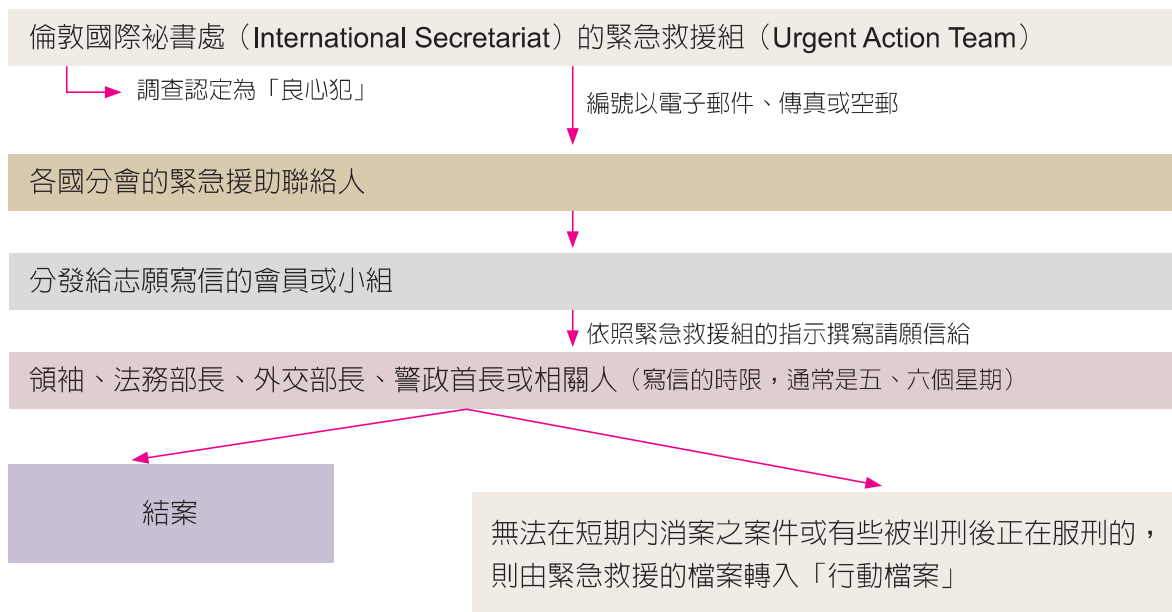 倫敦國際祕書處（International Secretariat）的緊急救援組（Urgent Action Team）
調查認定為「良心犯」
編號以電子郵件、傳真或空郵
各國分會的緊急援助聯絡人
分發給志願寫信的會員或小組
依照緊急救援組的指示撰寫請願信給
領袖、法務部長、外交部長、警政首長或相關人（寫信的時限，通常是五、六個星期）
結案
無法在短期內消案之案件或有些被判刑後正在服刑的，
則由緊急救援的檔案轉入「行動檔案」